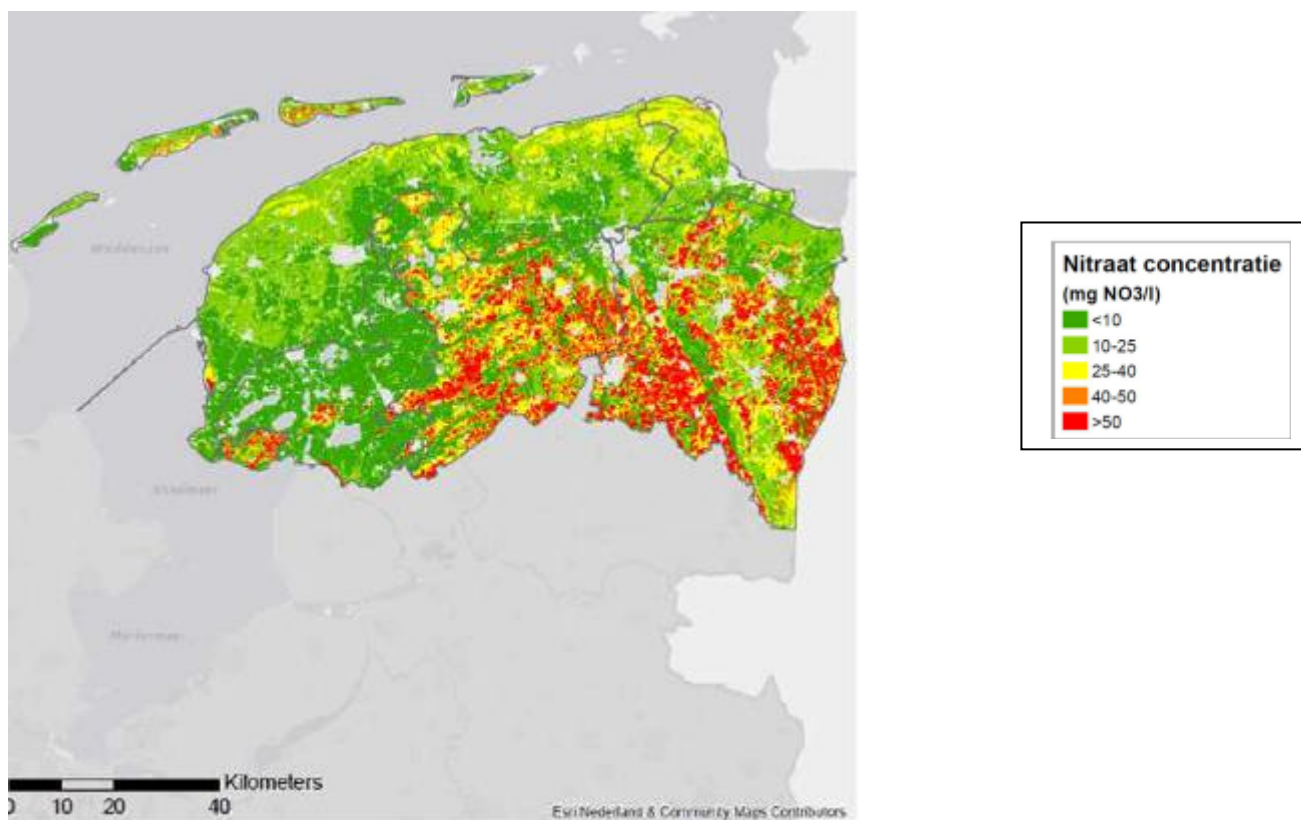 Nitraat concentratie
(mg NO3/l)
<10
10-25
25-40
40-50
>50
Kilometers
0 10 20 40
Esri Nederland & Community Maps Contributors